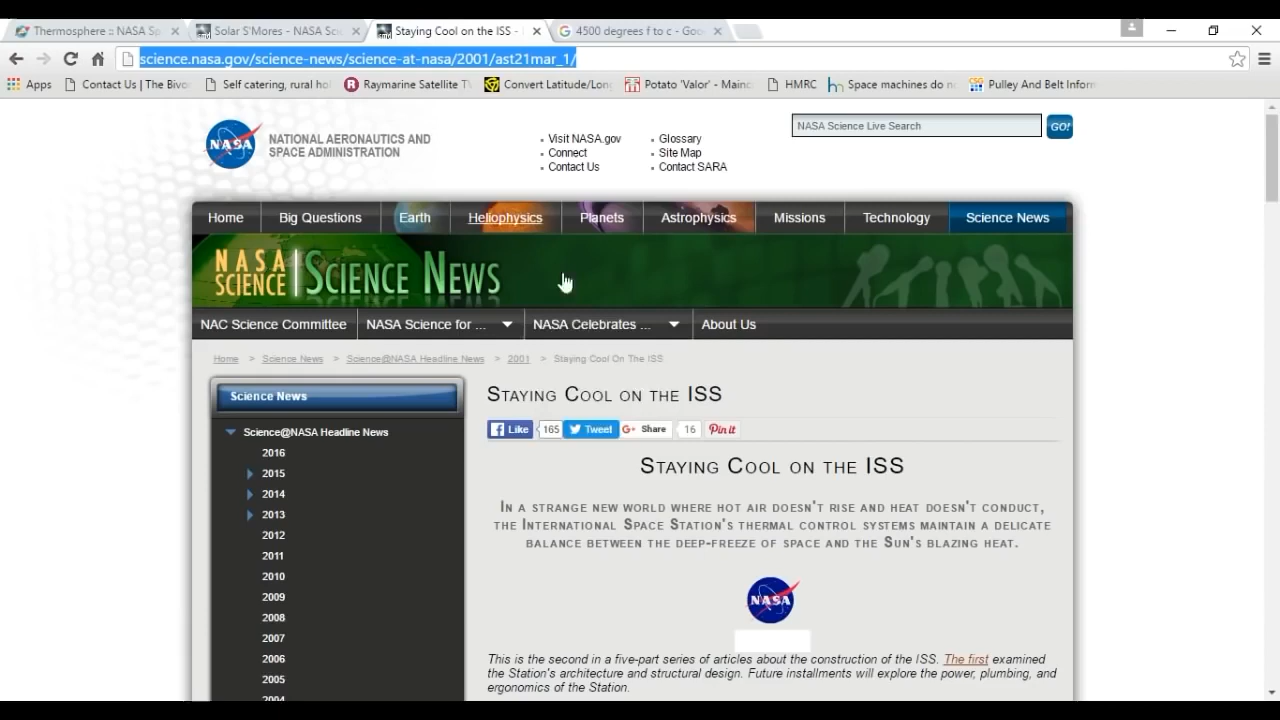 Thermosphere :: NASA Sp
Solar S'Mores - NASA Sci
Staying Cool on the ISS -
4500 degrees f to c - Goo
science.nasa.gov/science-news/science-at-nasa/2001/ast21mar_1/
Apps
Contact Us | The Bivo
Self catering, rural hol
Raymarine Satellite TV
Convert Latitude/Long
Potato 'Valor' - Mainc
HMRC
Space machines do no
Pulley And Belt Inform
NASA
NATIONAL AERONAUTICS AND
SPACE ADMINISTRATION
Visit NASA.gov
Connect
Contact Us
Glossary
Site Map
Contact SARA
NASA Science Live Search
GO!
Home
Big Questions
Earth
Heliophysics
Planets
Astrophysics
Missions
Technology
Science News
NASA
SCIENCE
SCIENCE NEWS
NAC Science Committee
NASA Science for ...
NASA Celebrates ...
About Us
Home > Science News > Science@NASA Headline News > 2001 > Staying Cool On The ISS
Science News
Science@NASA Headline News
2016
2015
2014
2013
2012
2011
2010
2009
2008
2007
2006
2005
2004
STAYING COOL ON THE ISS
Like 165 Tweet G+ Share 16 Pin it
STAYING COOL ON THE ISS
IN A STRANGE NEW WORLD WHERE HOT AIR DOESN'T RISE AND HEAT DOESN'T CONDUCT,
THE INTERNATIONAL SPACE STATION'S THERMAL CONTROL SYSTEMS MAINTAIN A DELICATE
BALANCE BETWEEN THE DEEP-FREEZE OF SPACE AND THE SUN'S BLAZING HEAT.
NASA
This is the second in a five-part series of articles about the construction of the ISS. The first examined
the Station's architecture and structural design. Future installments will explore the power, plumbing, and
ergonomics of the Station.